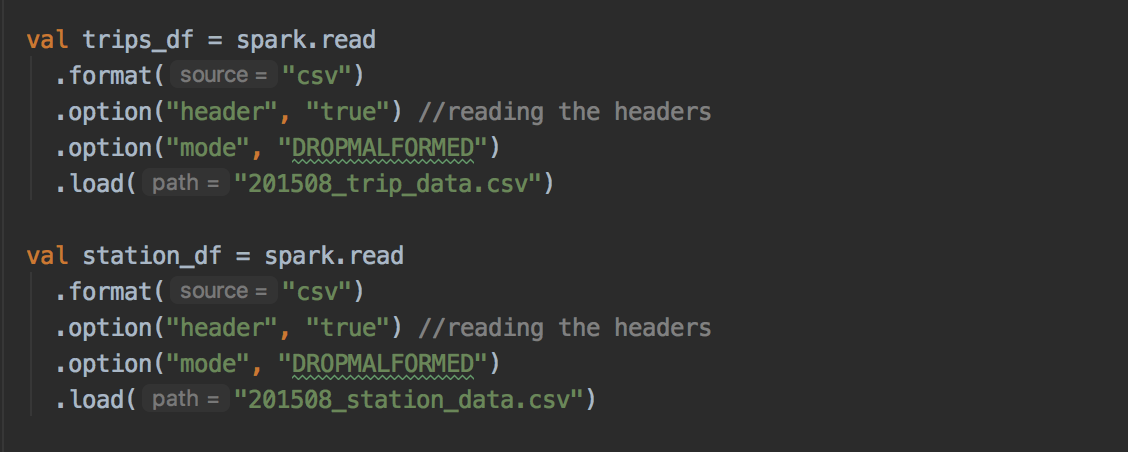 val trips_df = spark.read
.format( source = "csv")
.option("header", "true") //reading the headers
.option("mode", "DROPMALFORMED")
.load( path = "201508_trip_data.csv")
val station_df = spark.read
.format( source = "csv")
.option("header", "true") //reading the headers
.option("mode", "DROPMALFORMED")
.load( path = "201508_station_data.csv")